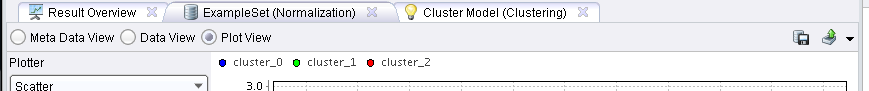 Result Overview ExampleSet (Normalization) Cluster Model (Clustering)
Meta Data View Data View Plot View
Plotter cluster_0 cluster_1 cluster_2
Scatter 3.0